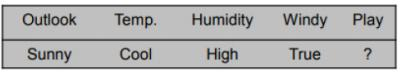 Outlook Temp. Humidity Windy Play
Sunny Cool High True ?